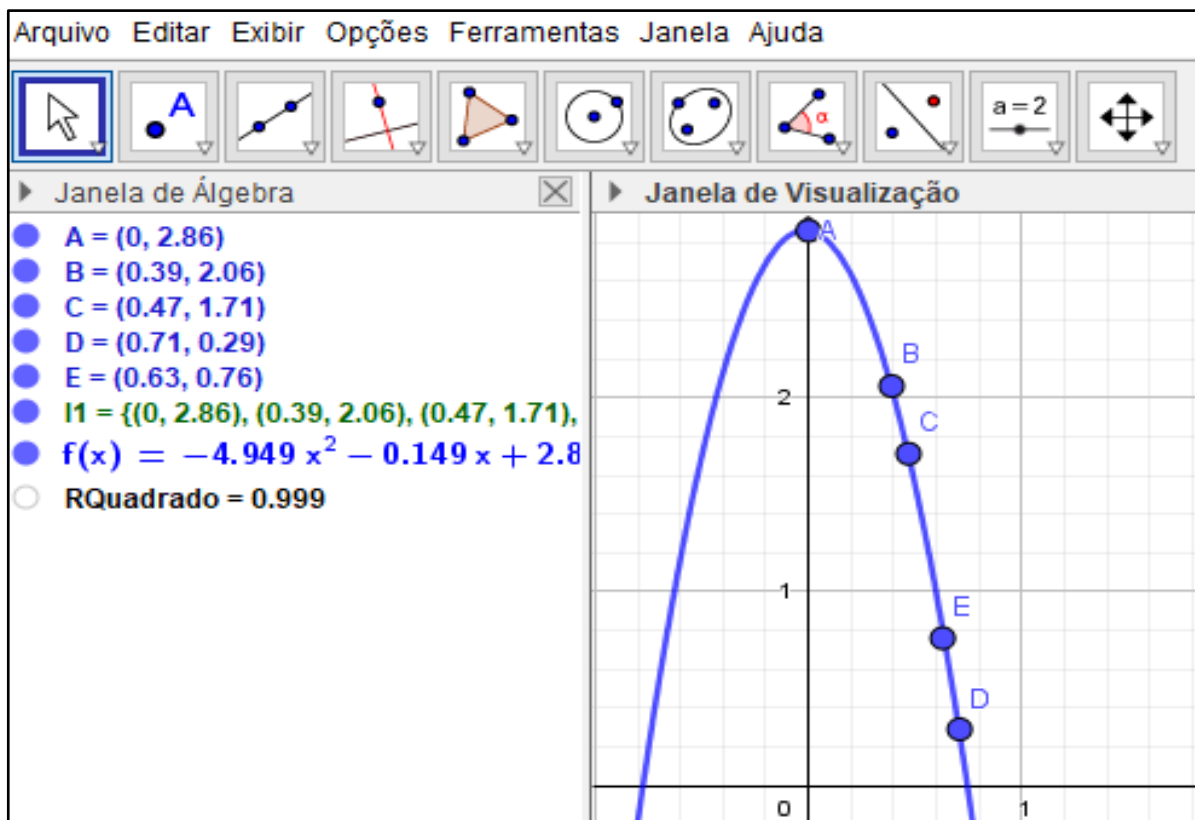 Arquivo Editar Exibir Opções Ferramentas Janela Ajuda
A
α
a = 2
Janela de Álgebra
Janela de Visualização
A = (0, 2.86)
B = (0.39, 2.06)
C = (0.47, 1.71)
D = (0.71, 0.29)
E = (0.63, 0.76)
l1 = {(0, 2.86), (0.39, 2.06), (0.47, 1.71),
f(x) = −4.949 x² − 0.149 x + 2.8
RQuadrado = 0.999
A
B
2
C
1
E
D
0
1